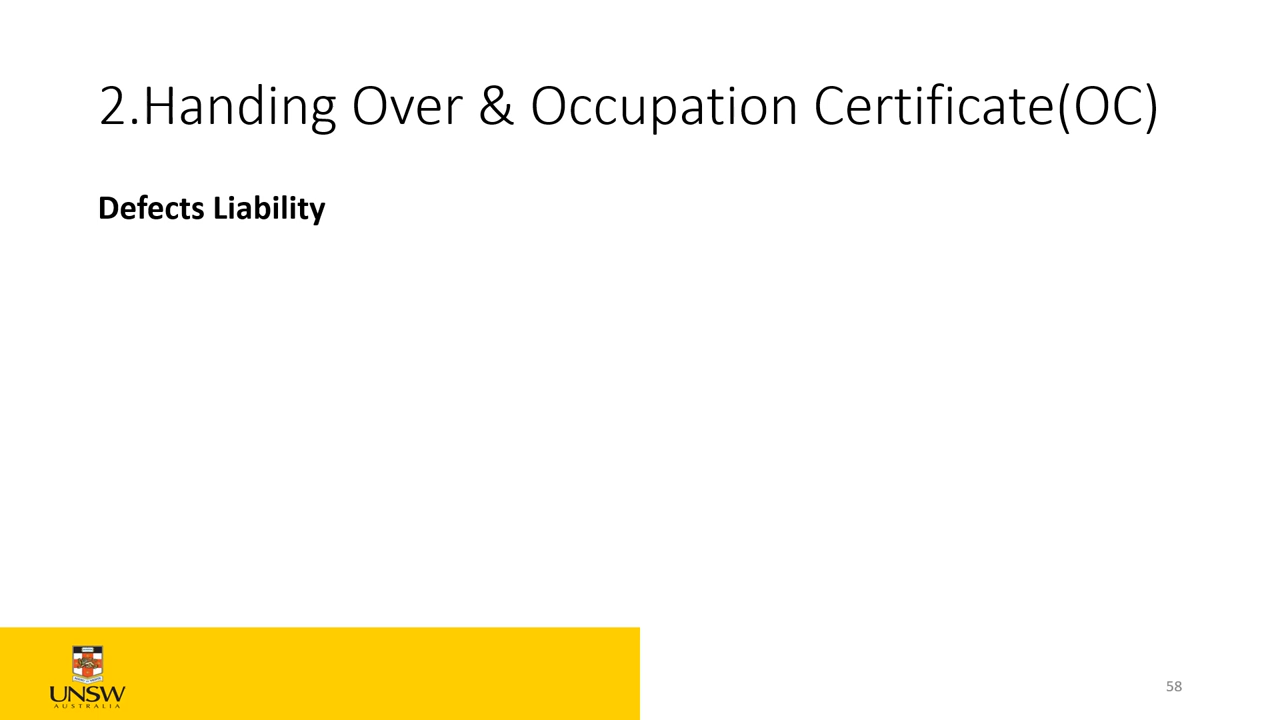 2.Handing Over & Occupation Certificate(OC)
Defects Liability
UNSW
AUSTRALIA
58